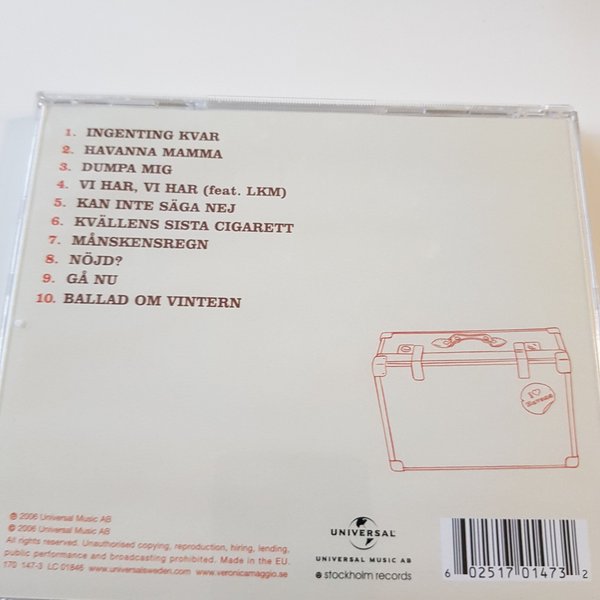 1. INGENTING KVAR
2. HAVANNA MAMMA
3. DUMPA MIG
4. VI HAR, VI HAR (feat. LKM)
5. KAN INTE SÄGA NEJ
6. KVÄLLENS SISTA CIGARETT
7. MÅNSKENSREGN
8. NÖJD?
9. GÅ NU
10. BALLAD OM VINTERN
I ♡
Havana
℗ 2006 Universal Music AB
© 2006 Universal Music AB
All rights reserved. Unauthorised copying, reproduction, hiring, lending,
public performance and broadcasting prohibited. Made in the EU.
170 147-3 LC 01846 www.universalsweden.com www.veronicamaggio.se
UNIVERSAL
UNIVERSAL MUSIC AB
stockholm records
6 02517 01473 2